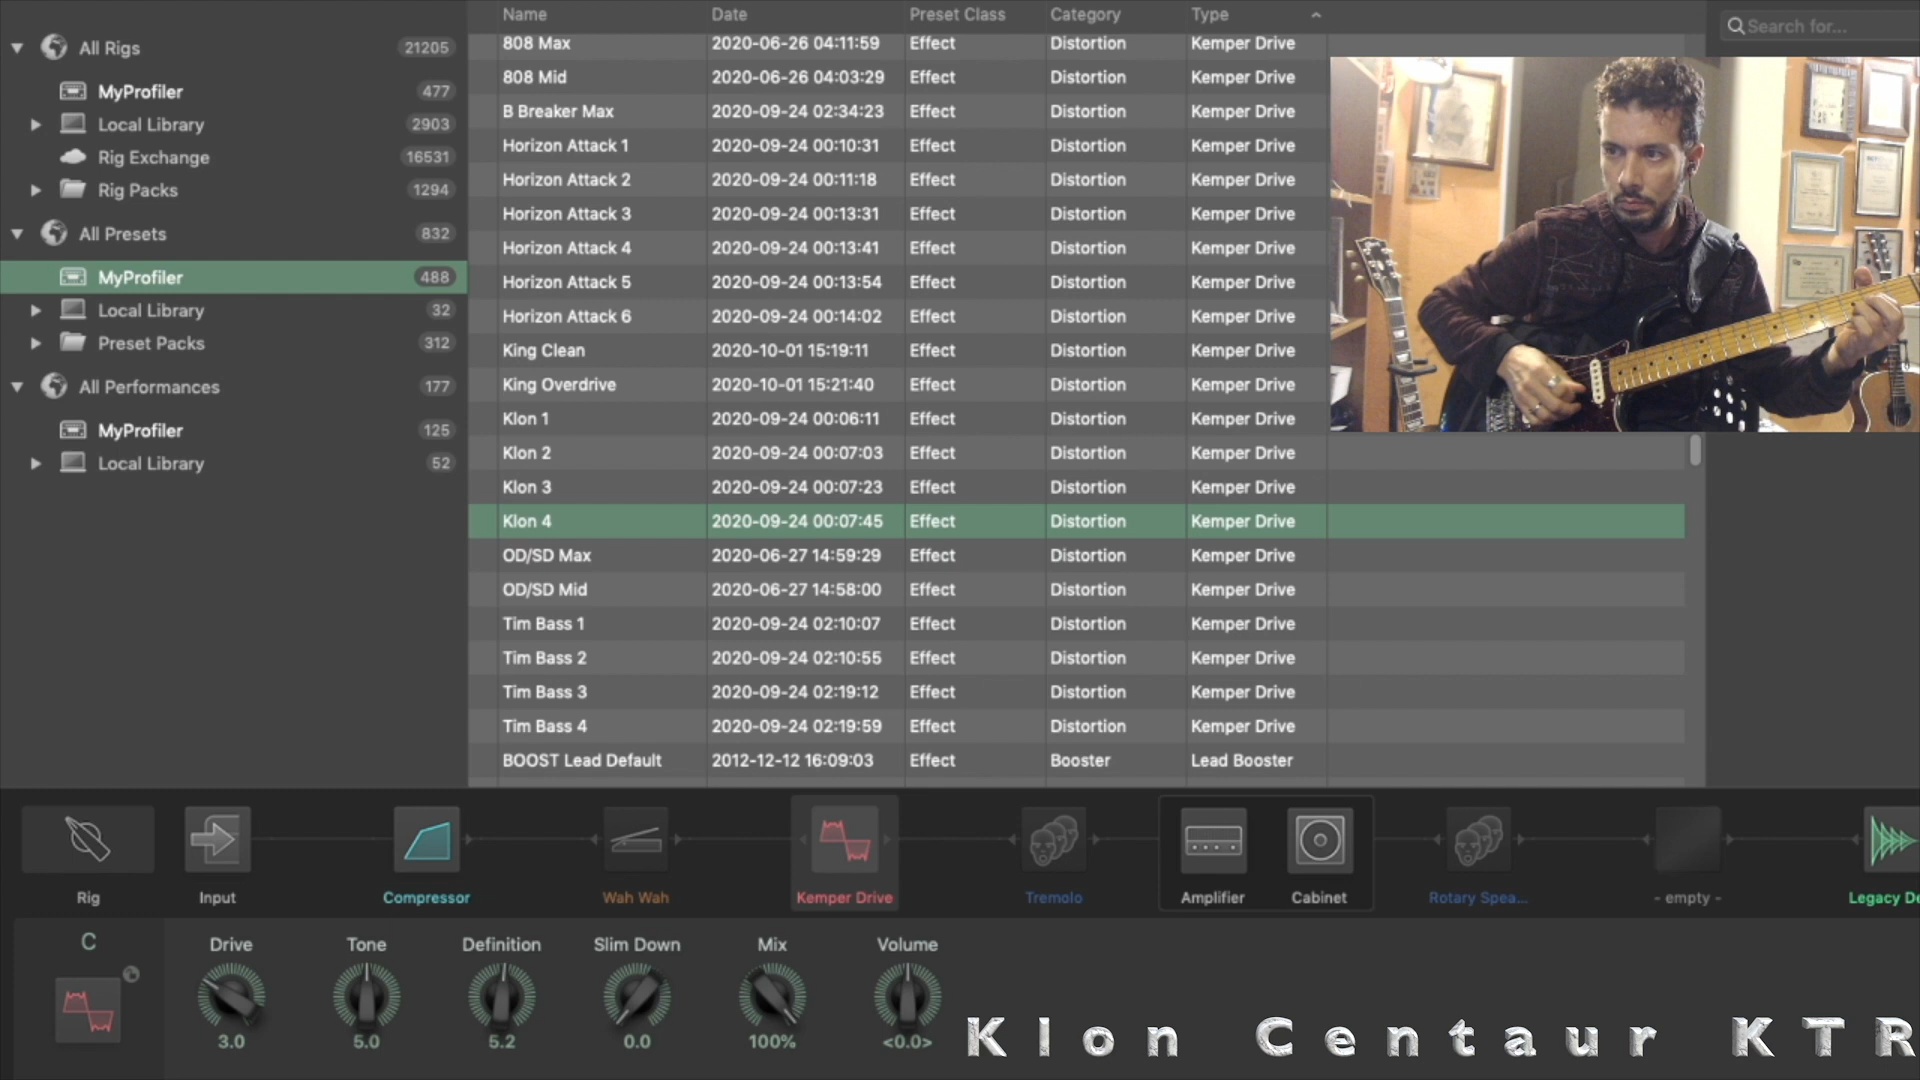 Name Date Preset Class Category Type
Search for...
All Rigs 21205
MyProfiler 477
Local Library 2903
Rig Exchange 16531
Rig Packs 1294
All Presets 832
MyProfiler 488
Local Library 32
Preset Packs 312
All Performances 177
MyProfiler 125
Local Library 52
808 Max 2020-06-26 04:11:59 Effect Distortion Kemper Drive
808 Mid 2020-06-26 04:03:29 Effect Distortion Kemper Drive
B Breaker Max 2020-09-24 02:34:23 Effect Distortion Kemper Drive
Horizon Attack 1 2020-09-24 00:10:31 Effect Distortion Kemper Drive
Horizon Attack 2 2020-09-24 00:11:18 Effect Distortion Kemper Drive
Horizon Attack 3 2020-09-24 00:13:31 Effect Distortion Kemper Drive
Horizon Attack 4 2020-09-24 00:13:41 Effect Distortion Kemper Drive
Horizon Attack 5 2020-09-24 00:13:54 Effect Distortion Kemper Drive
Horizon Attack 6 2020-09-24 00:14:02 Effect Distortion Kemper Drive
King Clean 2020-10-01 15:19:11 Effect Distortion Kemper Drive
King Overdrive 2020-10-01 15:21:40 Effect Distortion Kemper Drive
Klon 1 2020-09-24 00:06:11 Effect Distortion Kemper Drive
Klon 2 2020-09-24 00:07:03 Effect Distortion Kemper Drive
Klon 3 2020-09-24 00:07:23 Effect Distortion Kemper Drive
Klon 4 2020-09-24 00:07:45 Effect Distortion Kemper Drive
OD/SD Max 2020-06-27 14:59:29 Effect Distortion Kemper Drive
OD/SD Mid 2020-06-27 14:58:00 Effect Distortion Kemper Drive
Tim Bass 1 2020-09-24 02:10:07 Effect Distortion Kemper Drive
Tim Bass 2 2020-09-24 02:10:55 Effect Distortion Kemper Drive
Tim Bass 3 2020-09-24 02:19:12 Effect Distortion Kemper Drive
Tim Bass 4 2020-09-24 02:19:59 Effect Distortion Kemper Drive
BOOST Lead Default 2012-12-12 16:09:03 Effect Booster Lead Booster
Rig Input Compressor Wah Wah Kemper Drive Tremolo Amplifier Cabinet Rotary Spea... - empty - Legacy De
C Drive Tone Definition Slim Down Mix Volume
3.0 5.0 5.2 0.0 100% <0.0>
Klon Centaur KTR